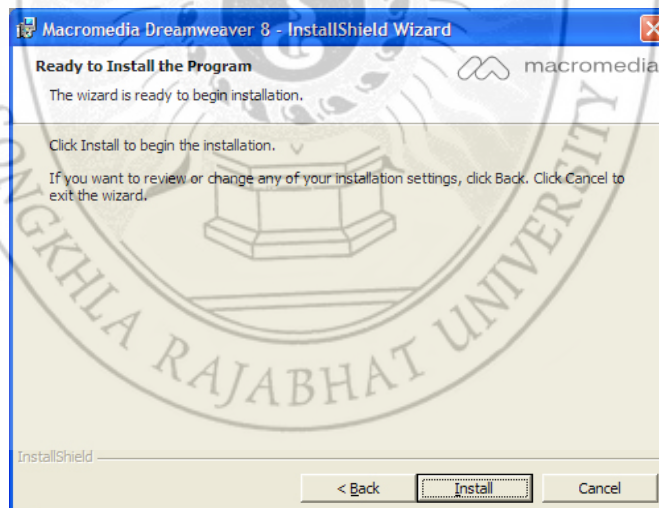 Macromedia Dreamweaver 8 - InstallShield Wizard
Ready to Install the Program
macromedia
The wizard is ready to begin installation.
Click Install to begin the installation.
If you want to review or change any of your installation settings, click Back. Click Cancel to
exit the wizard.
RAJABHAT UNIVERSITY
InstallShield
< Back
Install
Cancel